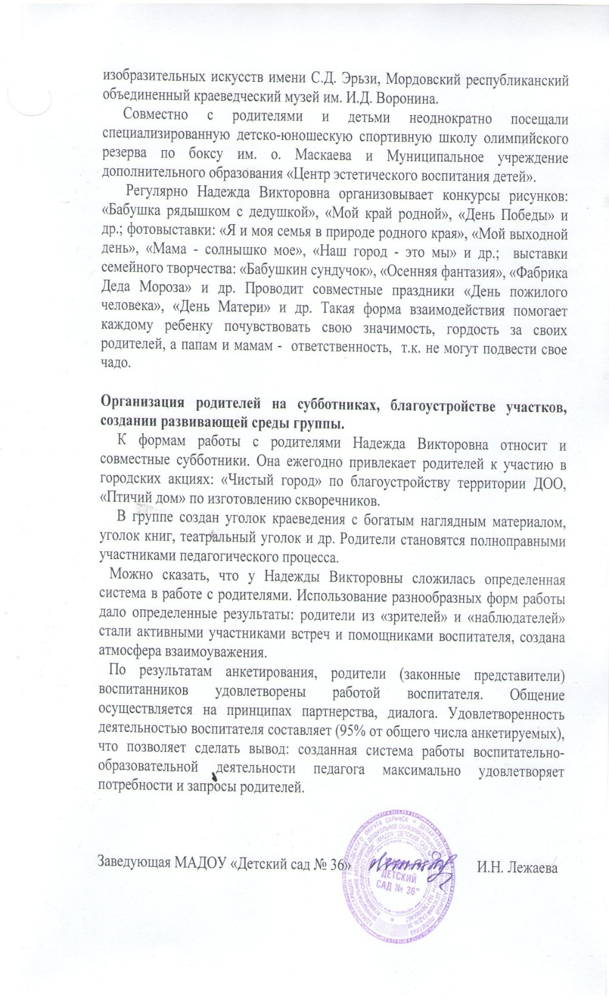 изобразительных искусств имени С.Д. Эрьзи, Мордовский республиканский
объединенный краеведческий музей им. И.Д. Воронина.
Совместно с родителями и детьми неоднократно посещали
специализированную детско-юношескую спортивную школу олимпийского
резерва по боксу им. о. Маскаева и Муниципальное учреждение
дополнительного образования «Центр эстетического воспитания детей».
Регулярно Надежда Викторовна организовывает конкурсы рисунков:
«Бабушка рядышком с дедушкой», «Мой край родной», «День Победы» и
др.; фотовыставки: «Я и моя семья в природе родного края», «Мой выходной
день», «Мама - солнышко мое», «Наш город - это мы» и др.; выставки
семейного творчества: «Бабушкин сундучок», «Осенняя фантазия», «Фабрика
Деда Мороза» и др. Проводит совместные праздники «День пожилого
человека», «День Матери» и др. Такая форма взаимодействия помогает
каждому ребенку почувствовать свою значимость, гордость за своих
родителей, а папам и мамам - ответственность, т.к. не могут подвести свое
чадо.
Организация родителей на субботниках, благоустройстве участков,
создании развивающей среды группы.
К формам работы с родителями Надежда Викторовна относит и
совместные субботники. Она ежегодно привлекает родителей к участию в
городских акциях: «Чистый город» по благоустройству территории ДОО,
«Птичий дом» по изготовлению скворечников.
В группе создан уголок краеведения с богатым наглядным материалом,
уголок книг, театральный уголок и др. Родители становятся полноправными
участниками педагогического процесса.
Можно сказать, что у Надежды Викторовны сложилась определенная
система в работе с родителями. Использование разнообразных форм работы
дало определенные результаты: родители из «зрителей» и «наблюдателей»
стали активными участниками встреч и помощниками воспитателя, создана
атмосфера взаимоуважения.
По результатам анкетирования, родители (законные представители)
воспитанников удовлетворены работой воспитателя. Общение
осуществляется на принципах партнерства, диалога. Удовлетворенность
деятельностью воспитателя составляет (95% от общего числа анкетируемых),
что позволяет сделать вывод: созданная система работы воспитательно-
образовательной деятельности педагога максимально удовлетворяет
потребности и запросы родителей.
Заведующая МАДОУ «Детский сад № 36» И.Н. Лежаева
ДЕТСКИЙ
САД № 36"